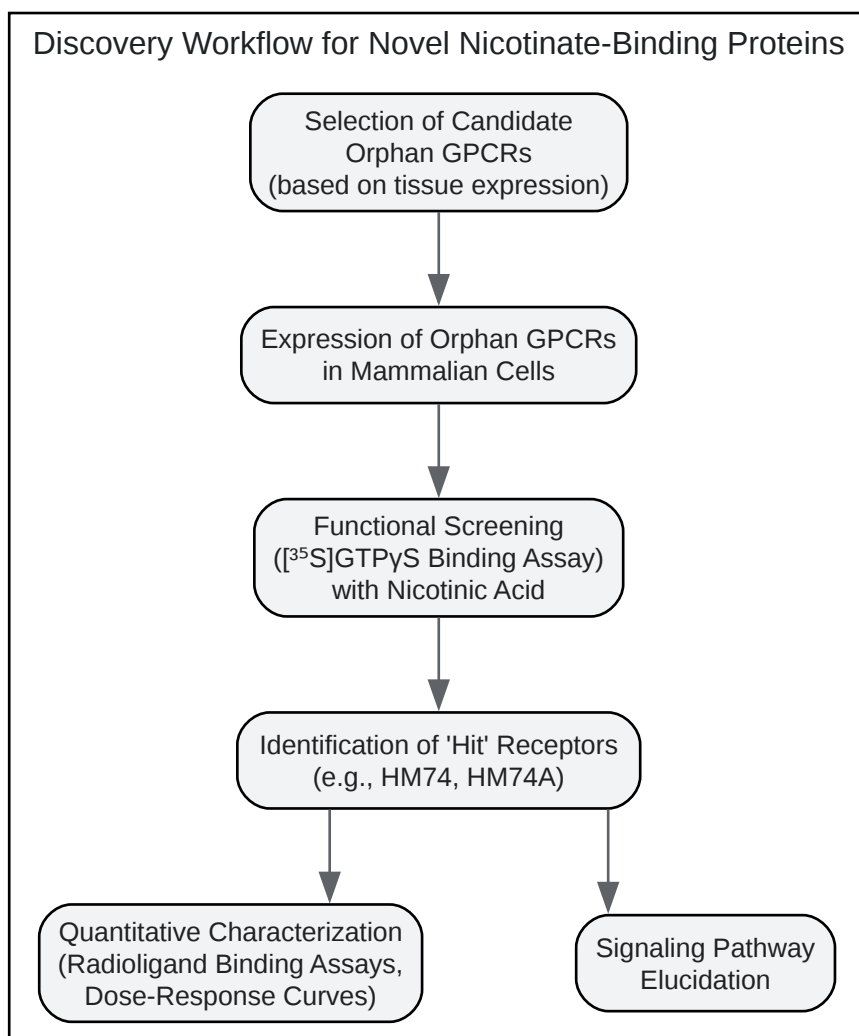 Discovery Workflow for Novel Nicotinate-Binding Proteins
Selection of Candidate
Orphan GPCRs
(based on tissue expression)
Expression of Orphan GPCRs
in Mammalian Cells
Functional Screening
([³⁵S]GTPγS Binding Assay)
with Nicotinic Acid
Identification of 'Hit' Receptors
(e.g., HM74, HM74A)
Quantitative Characterization
(Radioligand Binding Assays,
Dose-Response Curves)
Signaling Pathway
Elucidation